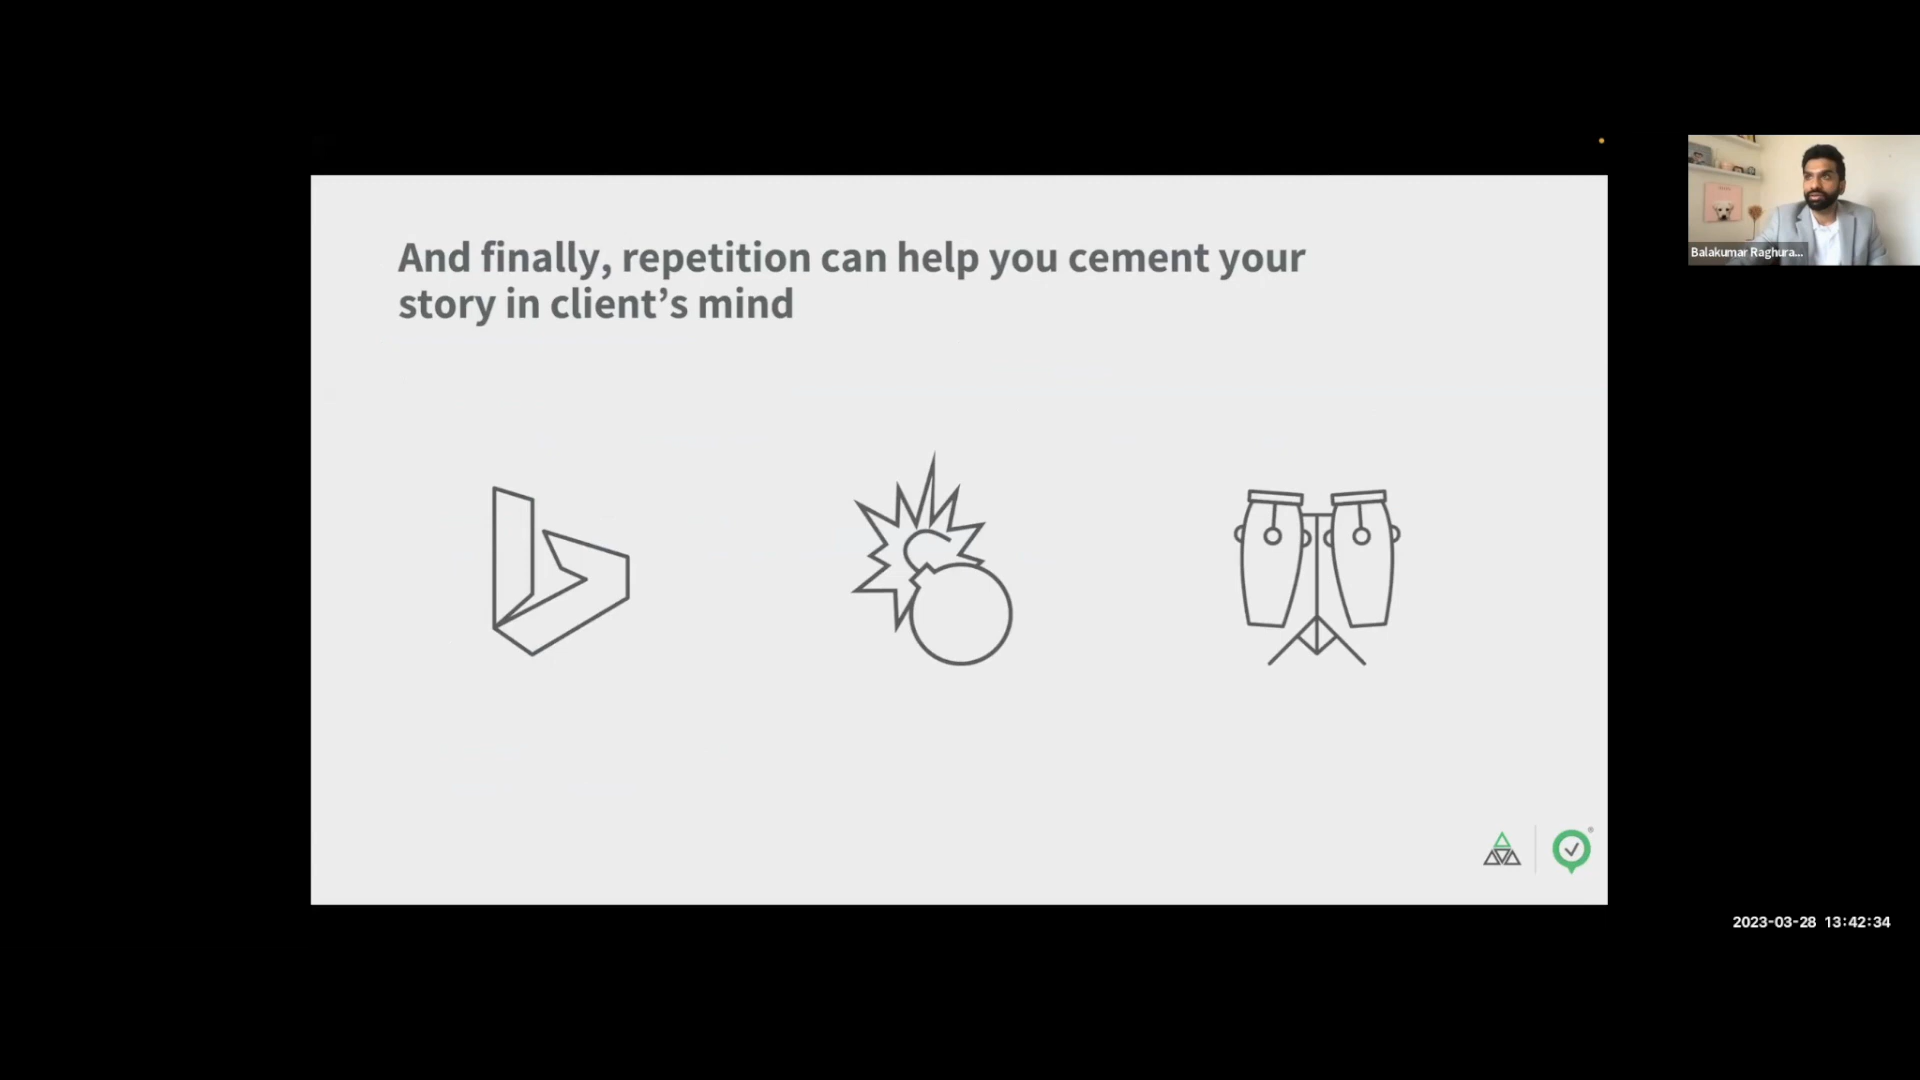 And finally, repetition can help you cement your
story in client’s mind
Balakumar Raghura...
2023-03-28 13:42:34